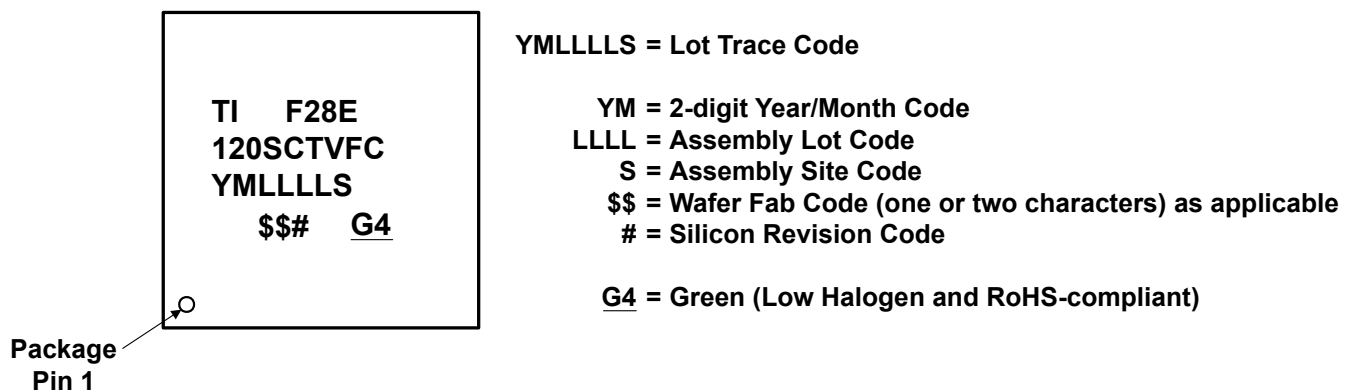 TI F28E
120SCTVFC
YMLLLLS
$$# G4
Package
Pin 1
YMLLLLS = Lot Trace Code
YM = 2-digit Year/Month Code
LLLL = Assembly Lot Code
S = Assembly Site Code
$$ = Wafer Fab Code (one or two characters) as applicable
# = Silicon Revision Code
G4 = Green (Low Halogen and RoHS-compliant)